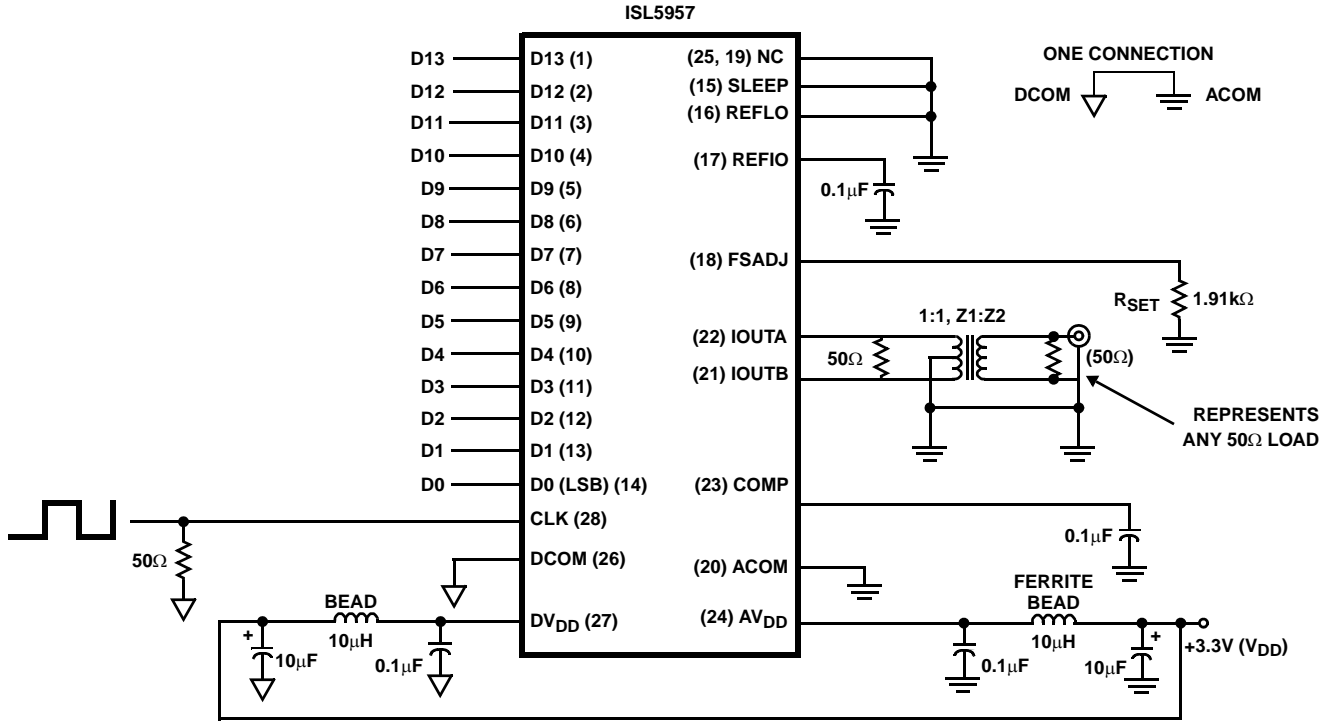 ISL5957
D13
D13 (1)
D12
D12 (2)
D11
D11 (3)
D10
D10 (4)
D9
D9 (5)
D8
D8 (6)
D7
D7 (7)
D6
D6 (8)
D5
D5 (9)
D4
D4 (10)
D3
D3 (11)
D2
D2 (12)
D1
D1 (13)
D0
D0 (LSB) (14)
CLK (28)
50Ω
DCOM (26)
BEAD
DVDD (27)
+
10µH
10µF
0.1µF
(25, 19) NC
(15) SLEEP
(16) REFLO
(17) REFIO
0.1µF
(18) FSADJ
RSET
1.91kΩ
1:1, Z1:Z2
(22) IOUTA
50Ω
(50Ω)
(21) IOUTB
REPRESENTS
ANY 50Ω LOAD
(23) COMP
0.1µF
(20) ACOM
FERRITE
BEAD
(24) AVDD
10µH
+
+3.3V (VDD)
0.1µF
10µF
ONE CONNECTION
DCOM
ACOM